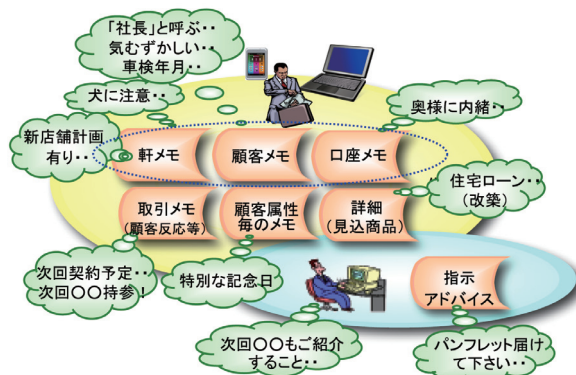 「社長」と呼ぶ・・
気むずかしい・・
車検年月・・
犬に注意・・
奥様に内緒・・
新店舗計画
有り・・
軒メモ
顧客メモ
口座メモ
住宅ローン・・
(改築)
取引メモ
(顧客反応等)
顧客属性
毎のメモ
詳細
(見込商品)
次回契約予定・・
次回〇〇持参！
特別な記念日
指示
アドバイス
次回〇〇もご紹介
すること・・
パンフレット届け
て下さい・・